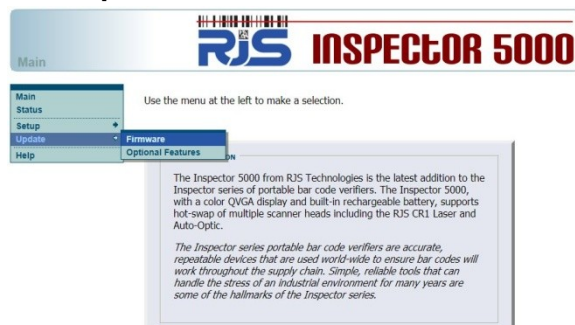 RJS INSPECTOR 5000
Main
Main
Status
Setup
Update
Help
Firmware
Optional Features
Use the menu at the left to make a selection.
ON
The Inspector 5000 from RJS Technologies is the latest addition to the
Inspector series of portable bar code verifiers. The Inspector 5000,
with a color QVGA display and built-in rechargeable battery, supports
hot-swap of multiple scanner heads including the RJS CR1 Laser and
Auto-Optic.
The Inspector series portable bar code verifiers are accurate,
repeatable devices that are used world-wide to ensure bar codes will
work throughout the supply chain. Simple, reliable tools that can
handle the stress of an industrial environment for many years are
some of the hallmarks of the Inspector series.